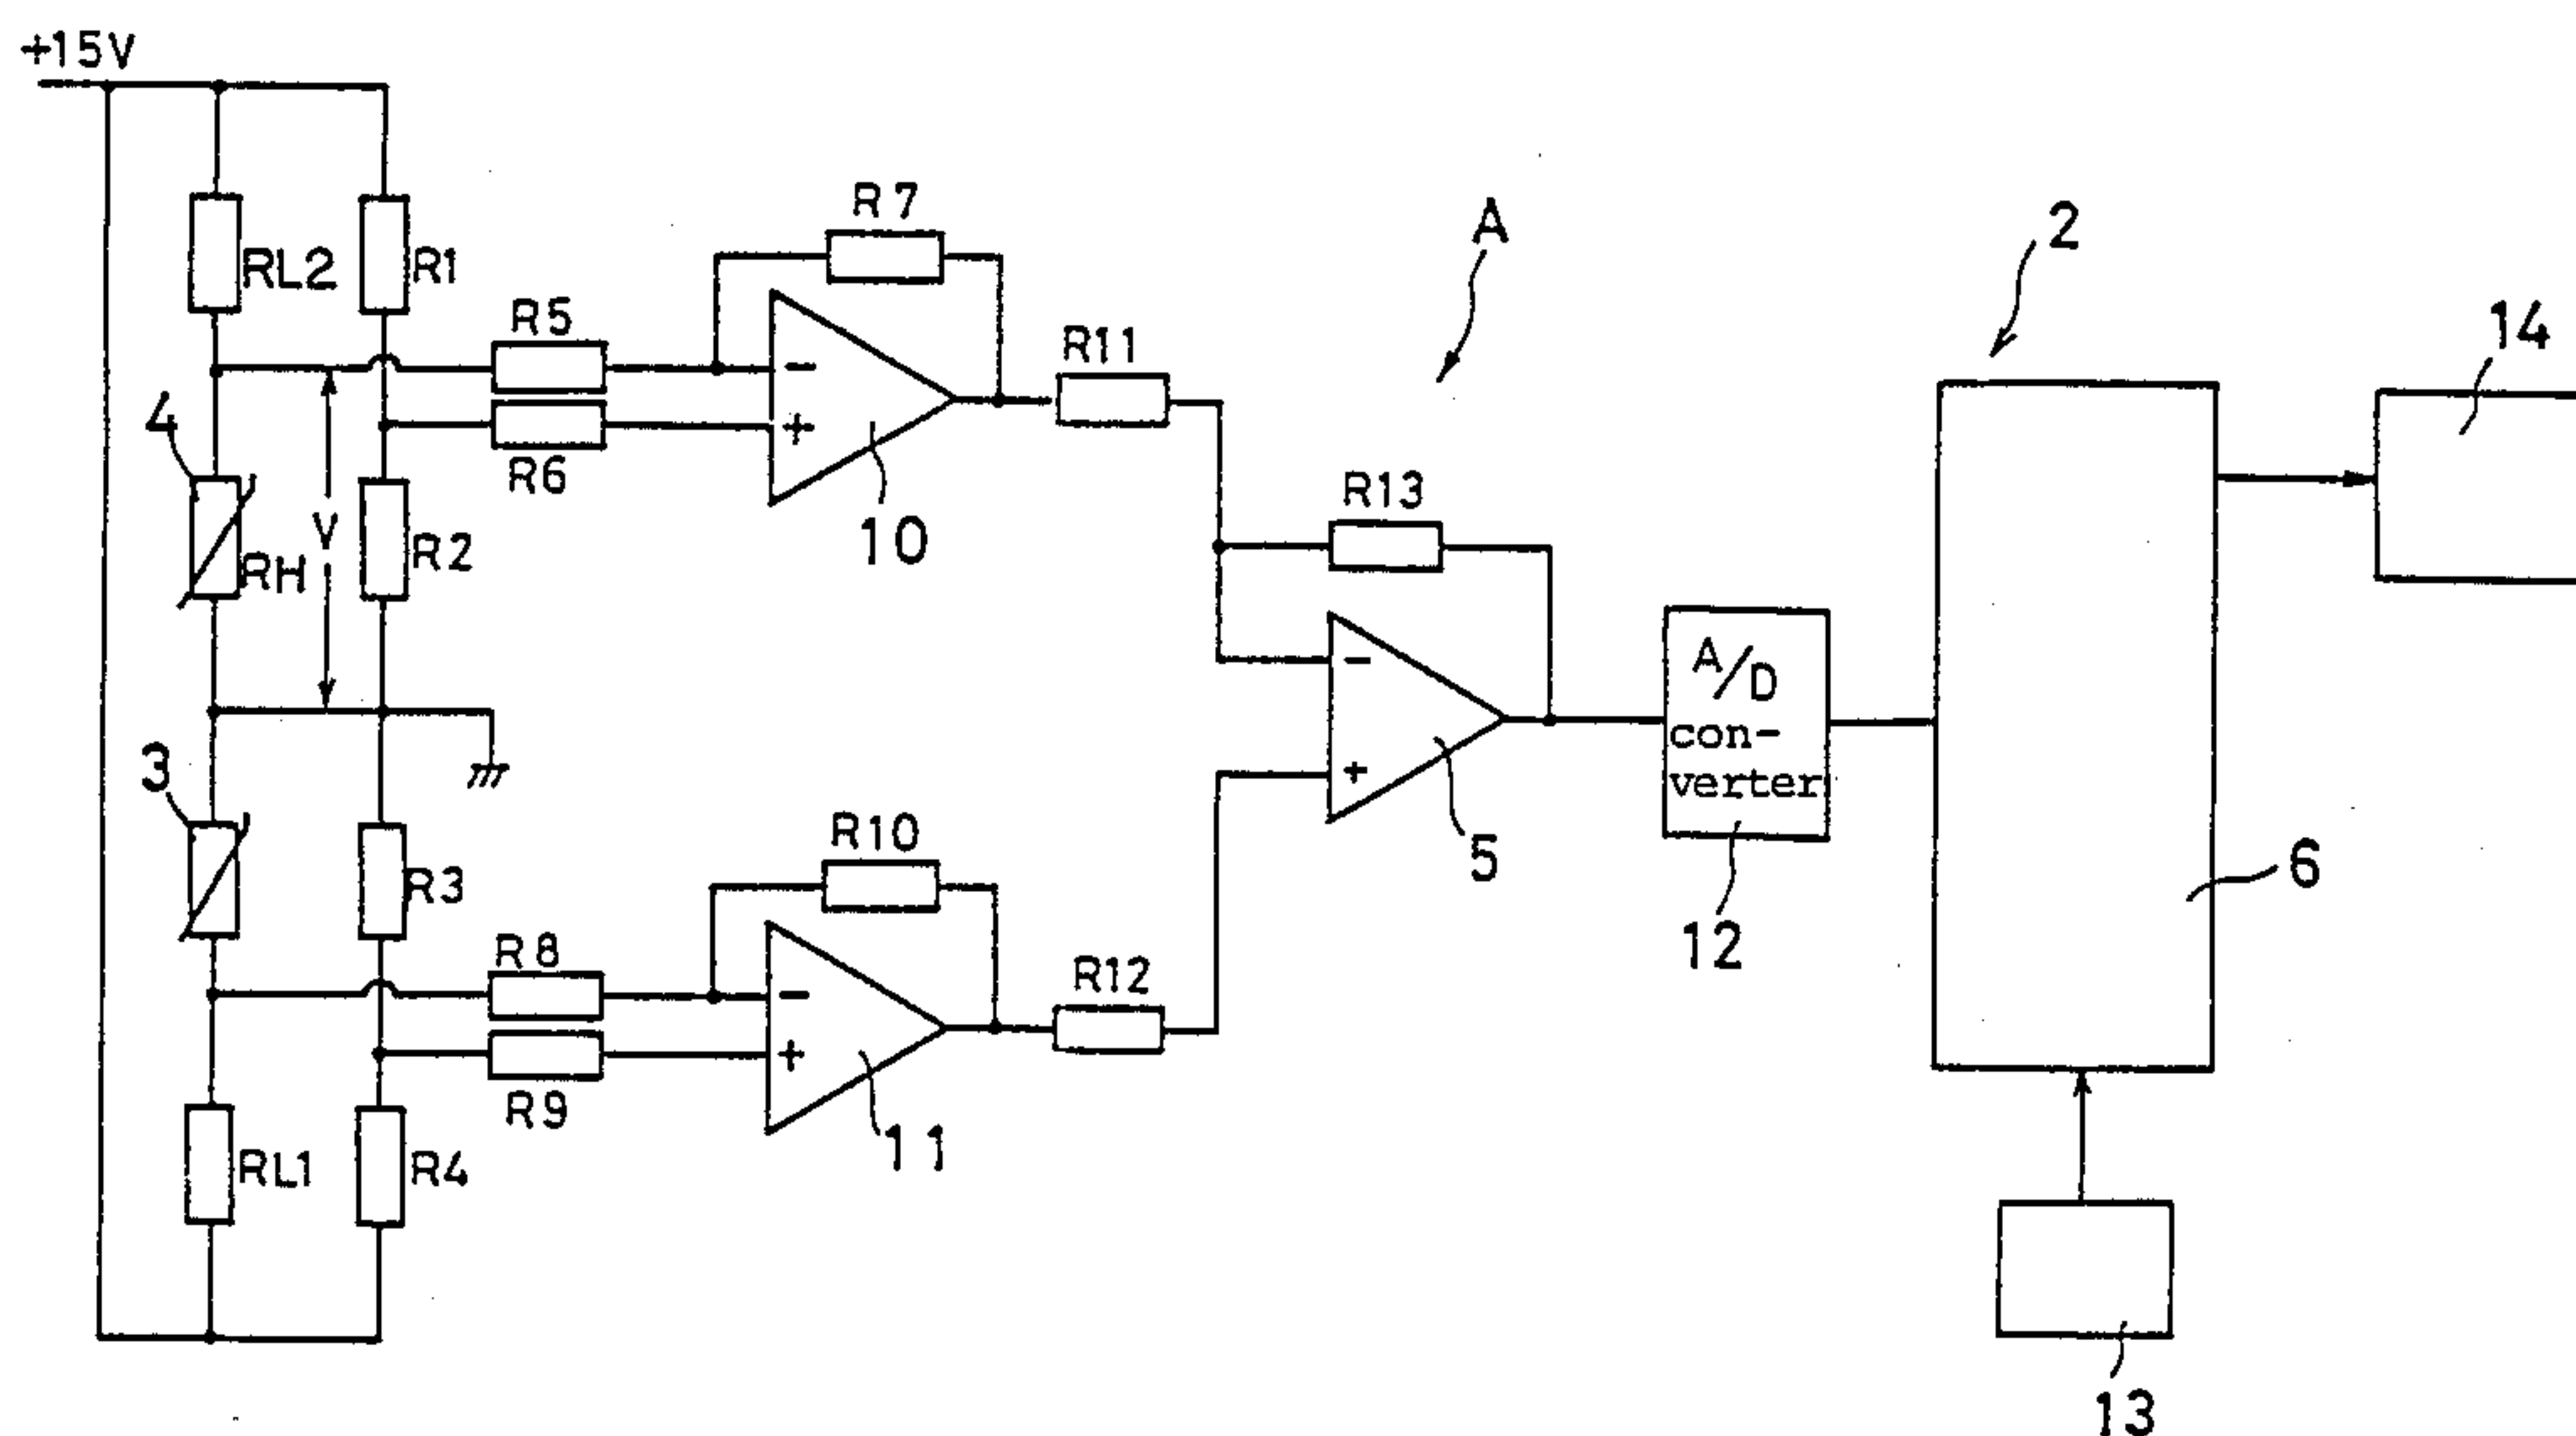 +15V
RL2
R1
R5
R6
R7
10
R11
A
2
14
4
RH
V
R2
-
+
R13
-
+
5
A/D
con-
verter
12
6
3
R3
R8
R9
R10
-
+
11
R12
RL1
R4
13